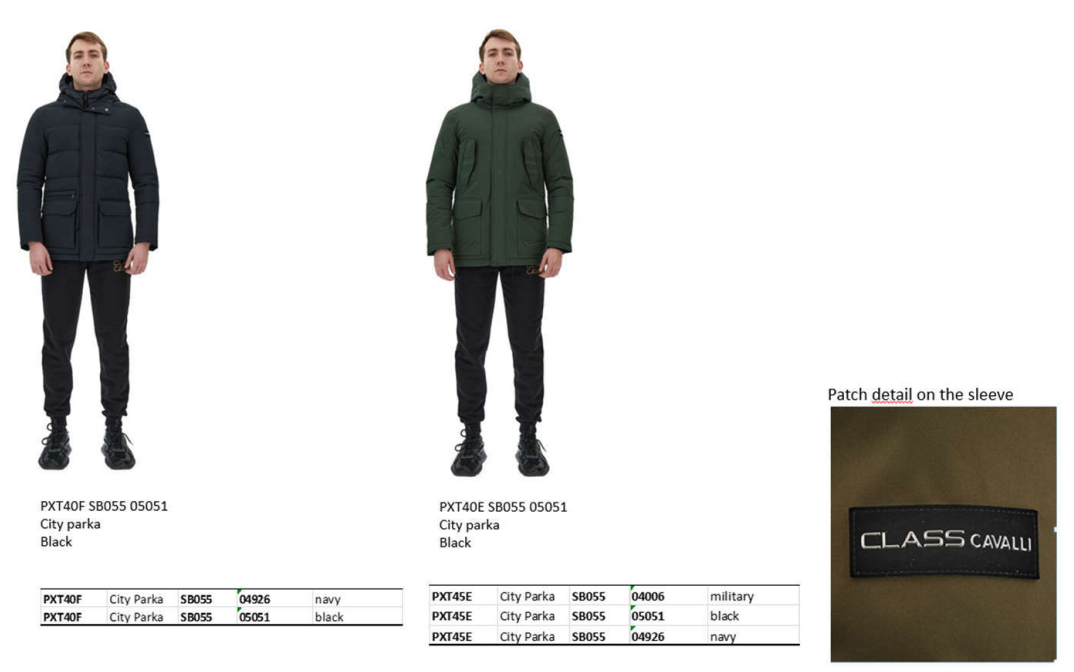 Patch detail on the sleeve
CLASS CAVALLI
PXT40F SB055 05051
City parka
Black
PXT40E SB055 05051
City parka
Black
PXT40F City Parka SB055 04926 navy
PXT40F City Parka SB055 05051 black
PXT45E City Parka SB055 04006 military
PXT45E City Parka SB055 05051 black
PXT45E City Parka SB055 04926 navy